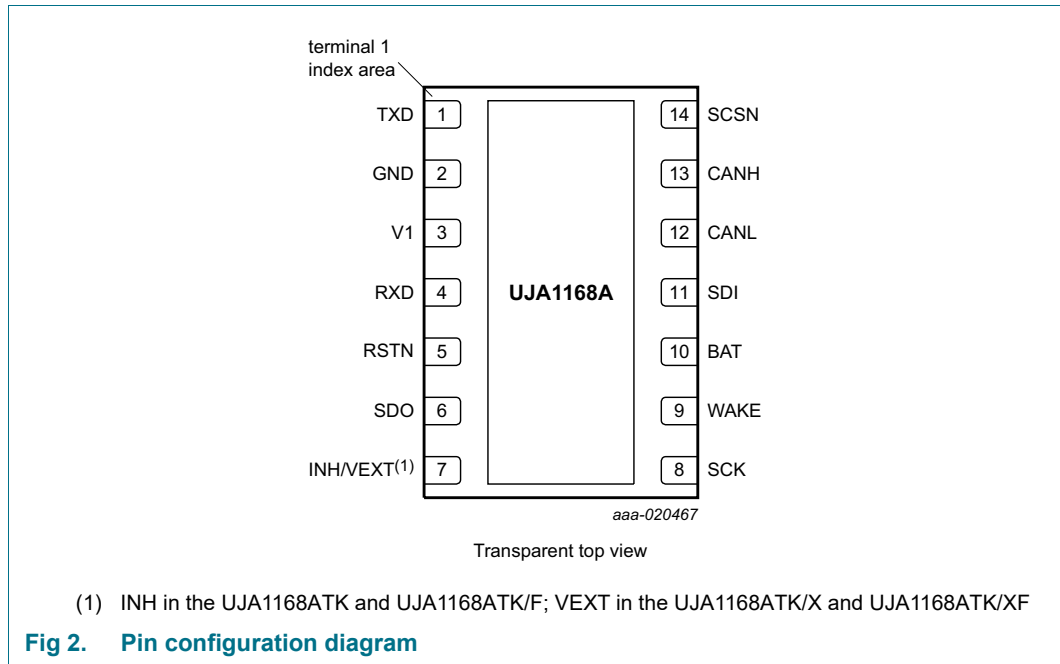 terminal 1
index area
TXD 1
14 SCSN
GND 2
13 CANH
V1 3
12 CANL
RXD 4
UJA1168A
11 SDI
RSTN 5
10 BAT
SDO 6
9 WAKE
INH/VEXT(1) 7
8 SCK
aaa-020467
Transparent top view
(1) INH in the UJA1168ATK and UJA1168ATK/F; VEXT in the UJA1168ATK/X and UJA1168ATK/XF
Fig 2. Pin configuration diagram